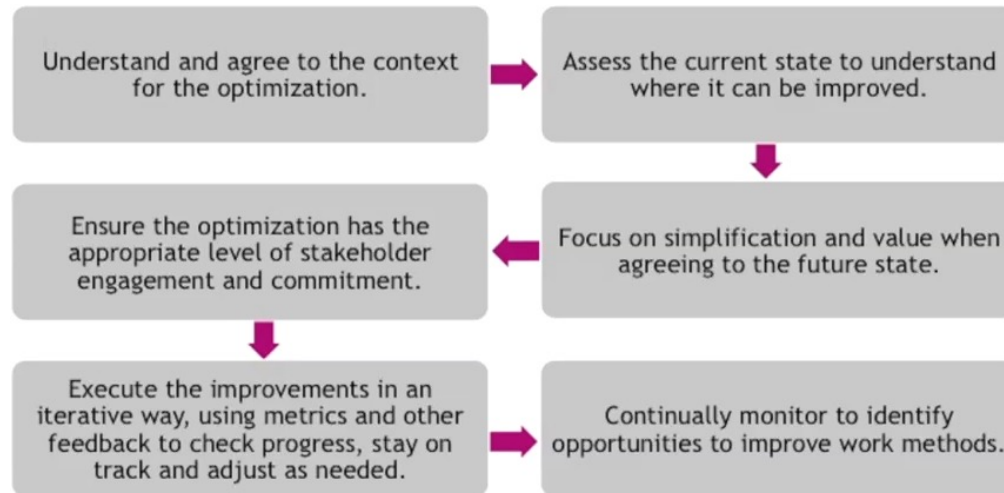 Understand and agree to the context
for the optimization.
Assess the current state to understand
where it can be improved.
Focus on simplification and value when
agreeing to the future state.
Ensure the optimization has the
appropriate level of stakeholder
engagement and commitment.
Execute the improvements in an
iterative way, using metrics and other
feedback to check progress, stay on
track and adjust as needed.
Continually monitor to identify
opportunities to improve work methods.